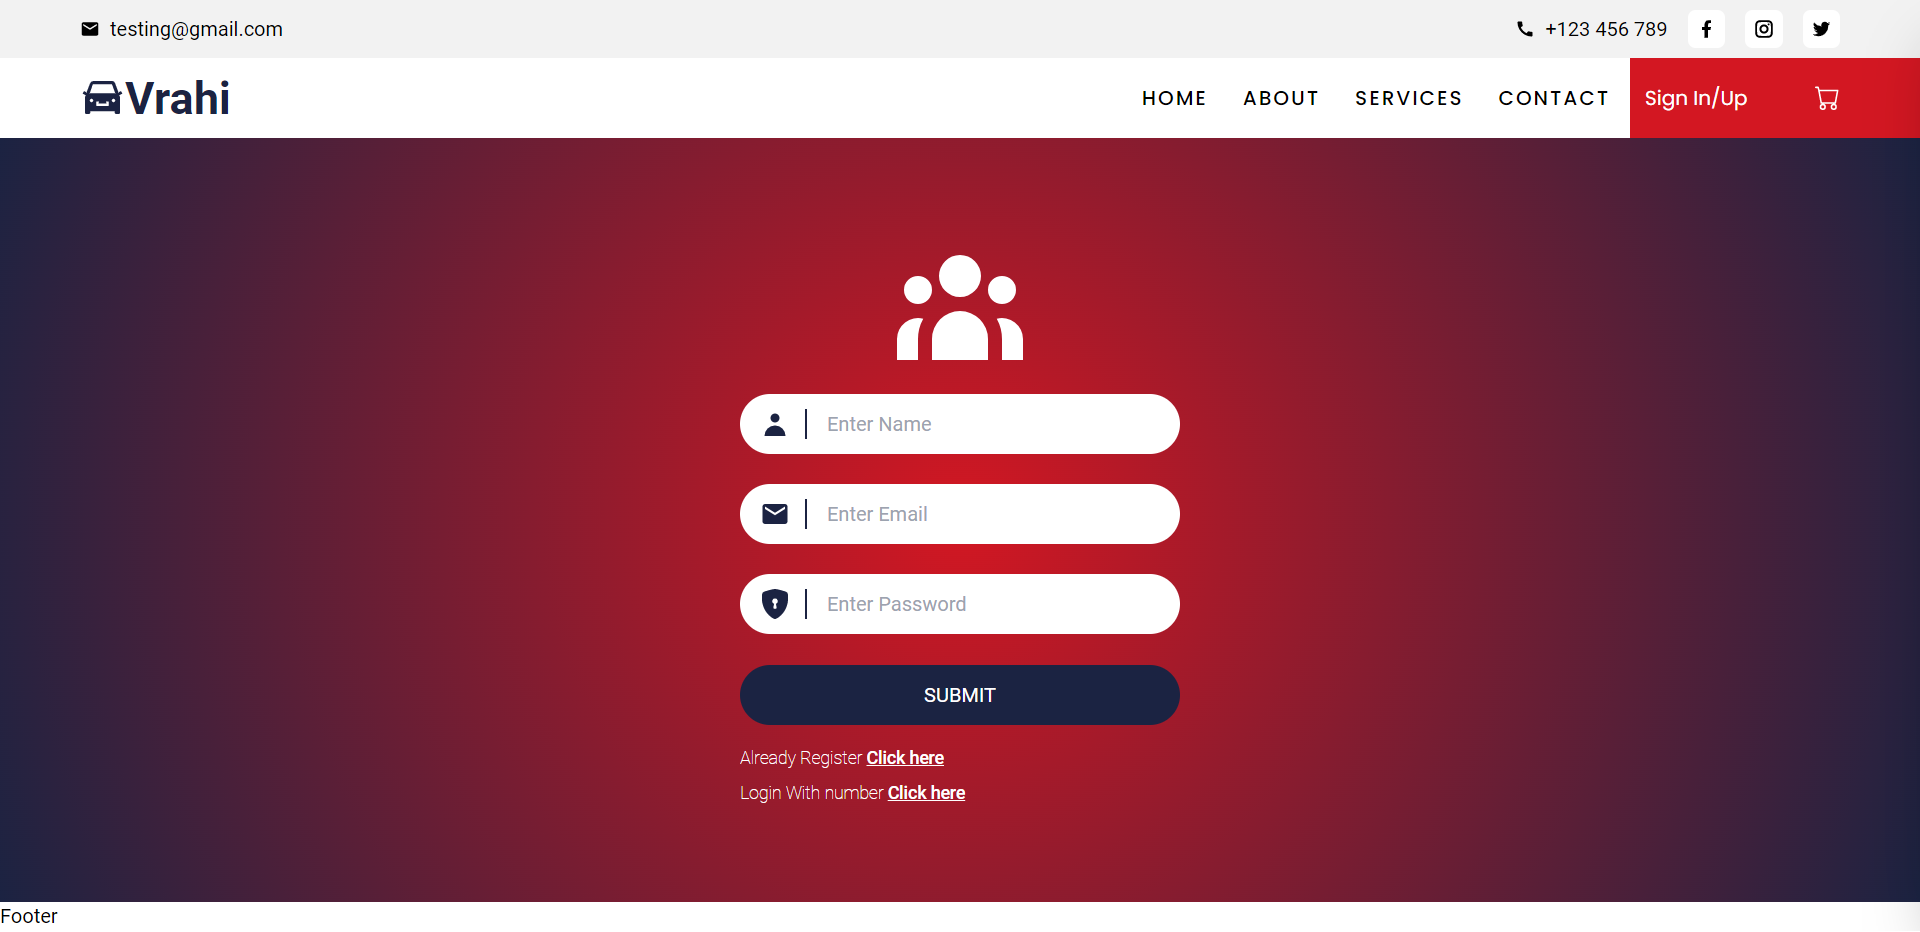 testing@gmail.com +123 456 789
Vrahi HOME ABOUT SERVICES CONTACT Sign In/Up
Enter Name
Enter Email
Enter Password
SUBMIT
Already Register Click here
Login With number Click here
Footer